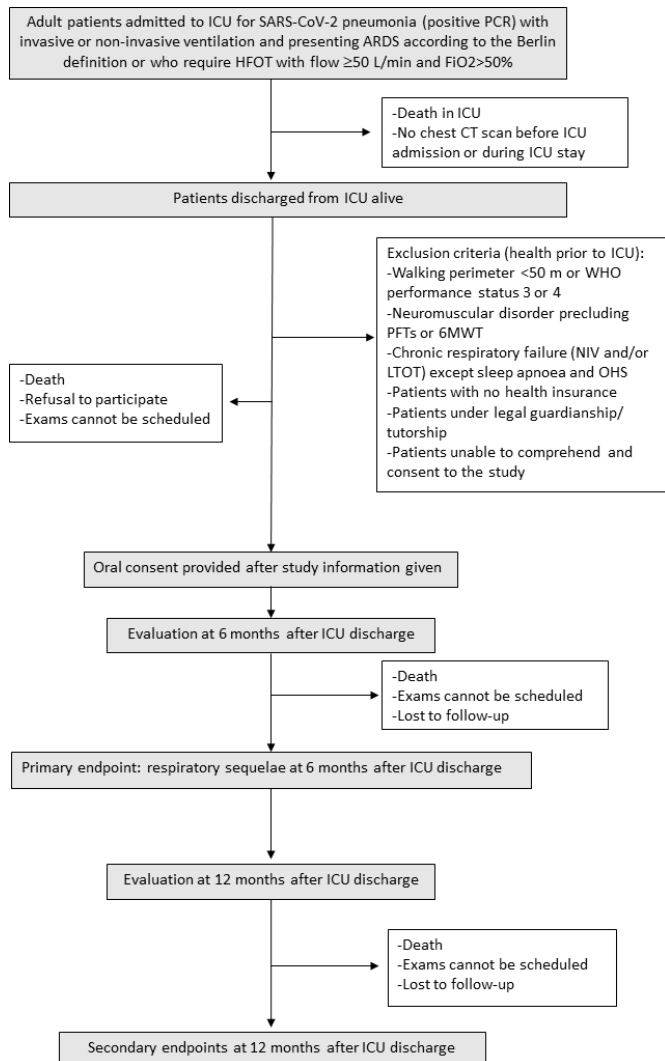 Adult patients admitted to ICU for SARS-CoV-2 pneumonia (positive PCR) with
invasive or non-invasive ventilation and presenting ARDS according to the Berlin
definition or who require HFOT with flow ≥50 L/min and FiO2>50%
-Death in ICU
-No chest CT scan before ICU
admission or during ICU stay
Patients discharged from ICU alive
Exclusion criteria (health prior to ICU):
-Walking perimeter <50 m or WHO
performance status 3 or 4
-Neuromuscular disorder precluding
PFTs or 6MWT
-Chronic respiratory failure (NIV and/or
LTOT) except sleep apnoea and OHS
-Patients with no health insurance
-Patients under legal guardianship/
tutorship
-Patients unable to comprehend and
consent to the study
-Death
-Refusal to participate
-Exams cannot be scheduled
Oral consent provided after study information given
Evaluation at 6 months after ICU discharge
-Death
-Exams cannot be scheduled
-Lost to follow-up
Primary endpoint: respiratory sequelae at 6 months after ICU discharge
Evaluation at 12 months after ICU discharge
-Death
-Exams cannot be scheduled
-Lost to follow-up
Secondary endpoints at 12 months after ICU discharge